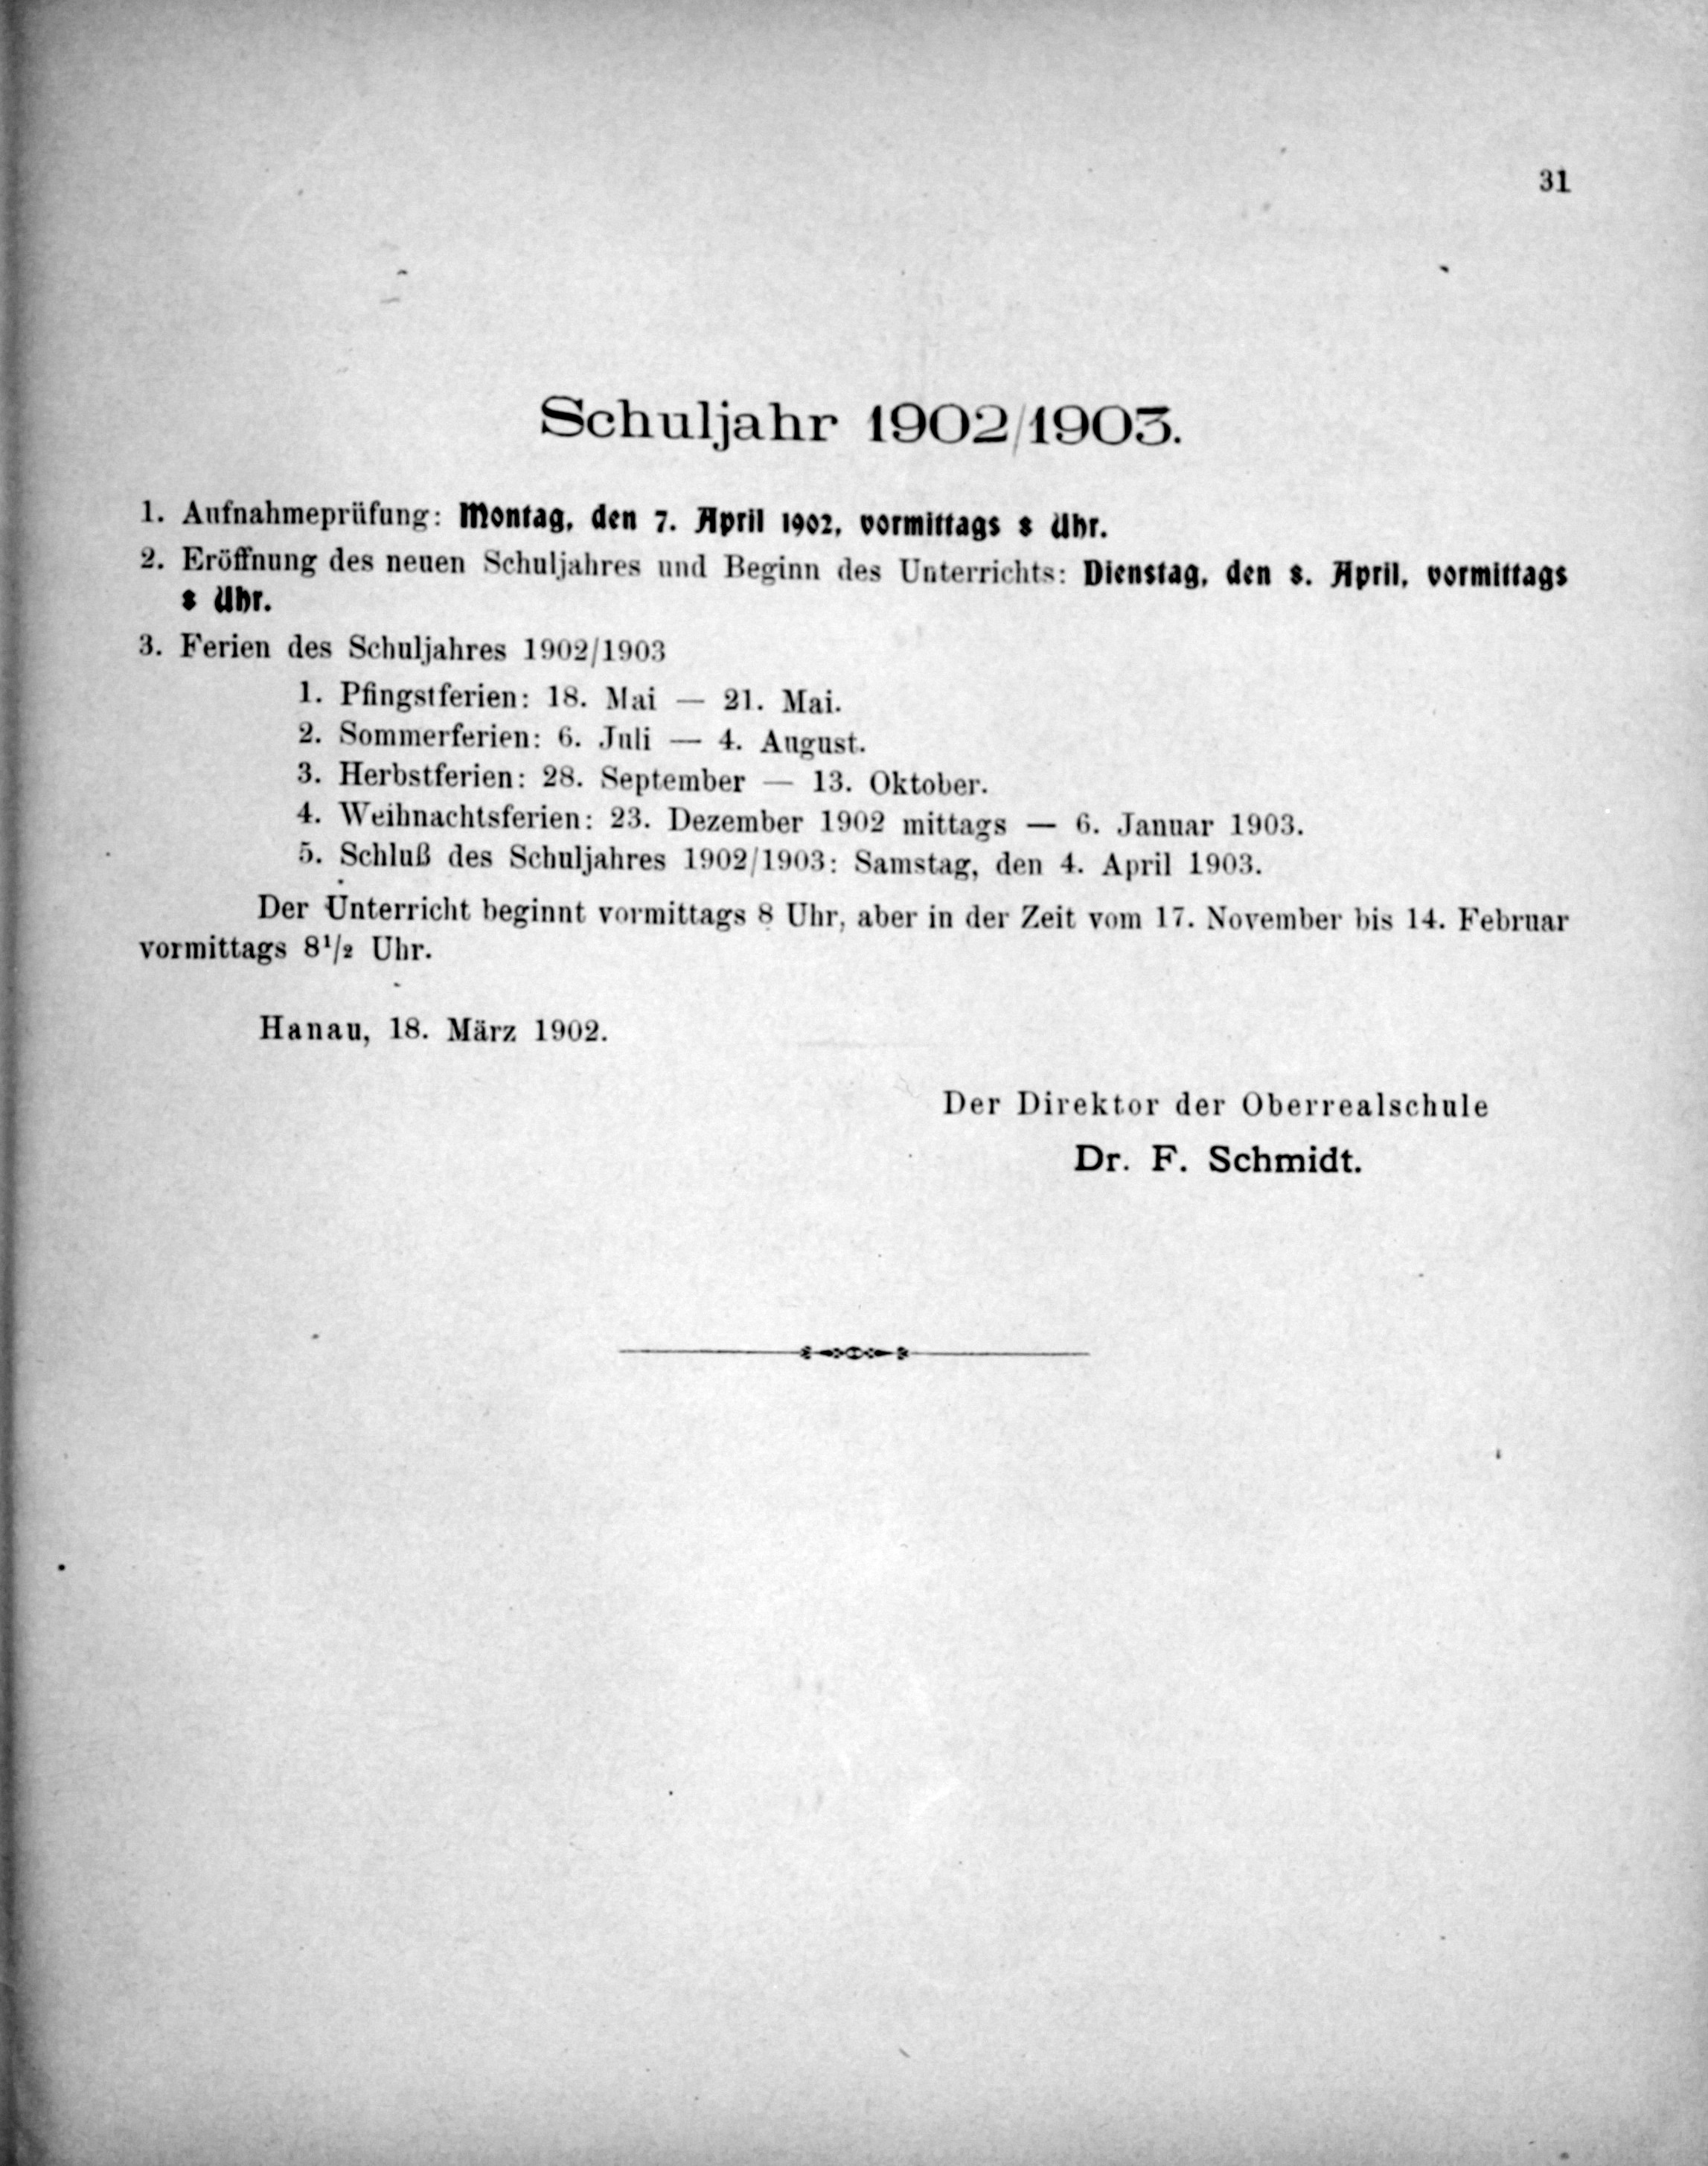 31
Schuljahr 1902/1903.
1. Aufnahmeprüfung: Montag, den 7. April 1902, vormittags 8 Uhr.
2. Eröffnung des neuen Schuljahres und Beginn des Unterrichts: Dienstag, den 8. April, vormittags
8 Uhr.
3. Ferien des Schuljahres 1902/1903
1. Pfingstferien: 18. Mai — 21. Mai.
2. Sommerferien: 6. Juli — 4. August.
3. Herbstferien: 28. September — 13. Oktober.
4. Weihnachtsferien: 23. Dezember 1902 mittags — 6. Januar 1903.
5. Schluß des Schuljahres 1902/1903: Samstag, den 4. April 1903.
Der Unterricht beginnt vormittags 8 Uhr, aber in der Zeit vom 17. November bis 14. Februar
vormittags 8¹/₂ Uhr.
Hanau, 18. März 1902.
Der Direktor der Oberrealschule
Dr. F. Schmidt.